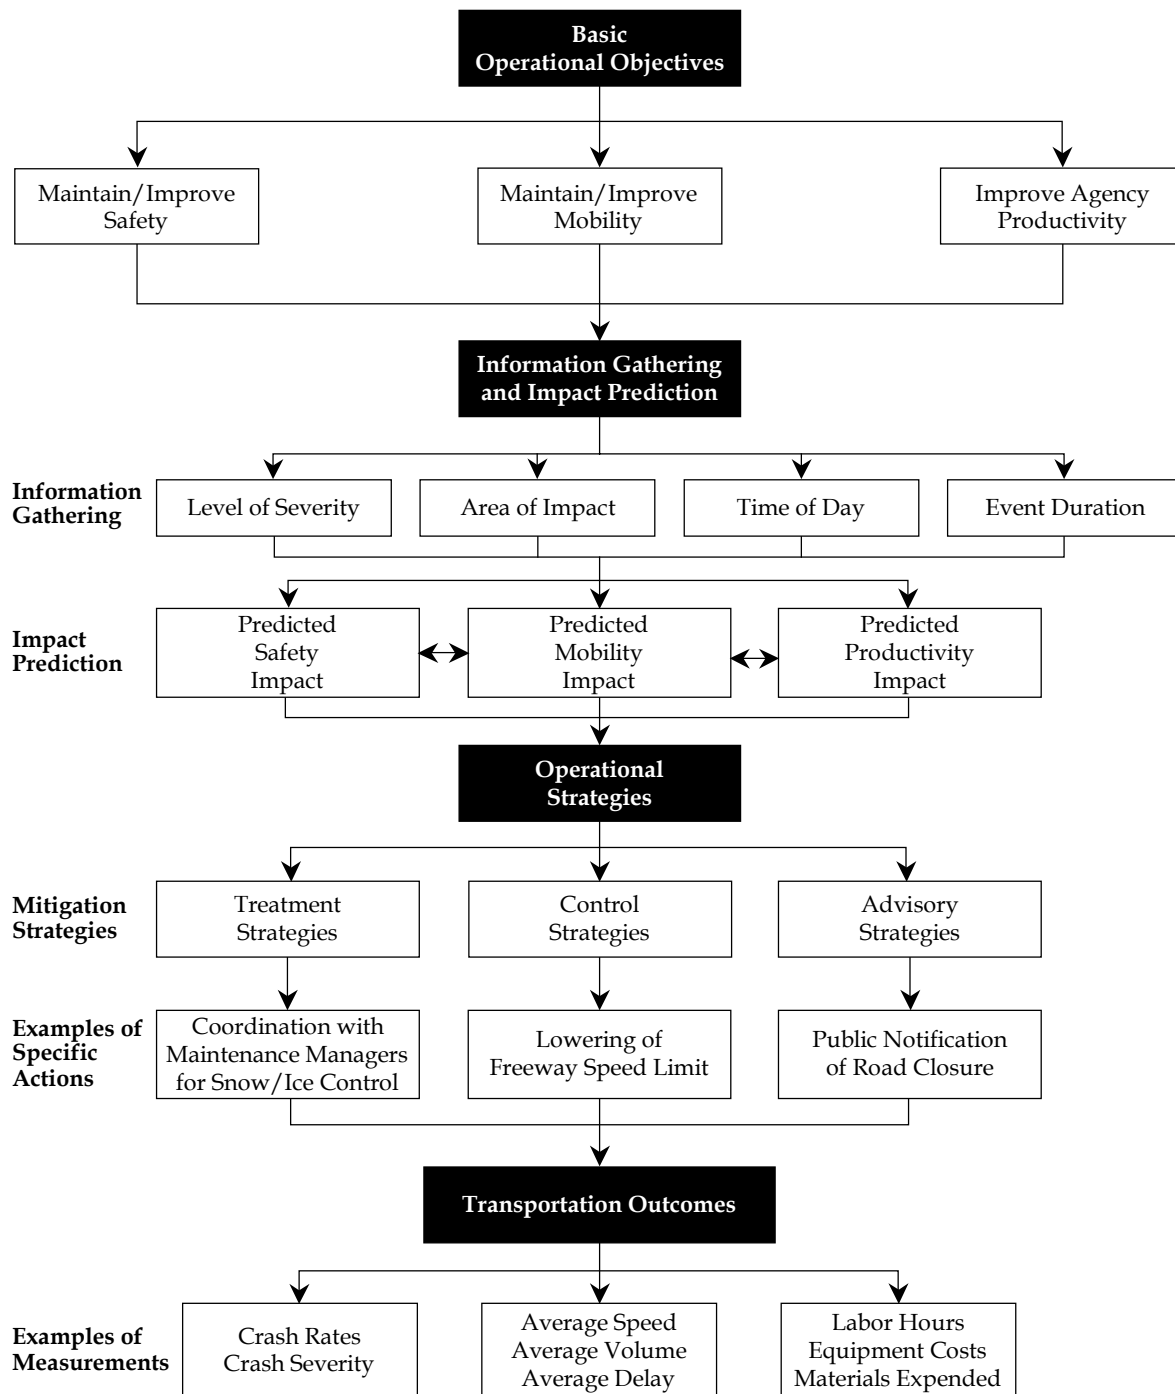 Basic
Operational Objectives
Maintain/Improve
Safety
Maintain/Improve
Mobility
Improve Agency
Productivity
Information Gathering
and Impact Prediction
Information
Gathering
Level of Severity
Area of Impact
Time of Day
Event Duration
Impact
Prediction
Predicted
Safety
Impact
Predicted
Mobility
Impact
Predicted
Productivity
Impact
Operational
Strategies
Mitigation
Strategies
Treatment
Strategies
Control
Strategies
Advisory
Strategies
Examples of
Specific
Actions
Coordination with
Maintenance Managers
for Snow/Ice Control
Lowering of
Freeway Speed Limit
Public Notification
of Road Closure
Transportation Outcomes
Examples of
Measurements
Crash Rates
Crash Severity
Average Speed
Average Volume
Average Delay
Labor Hours
Equipment Costs
Materials Expended